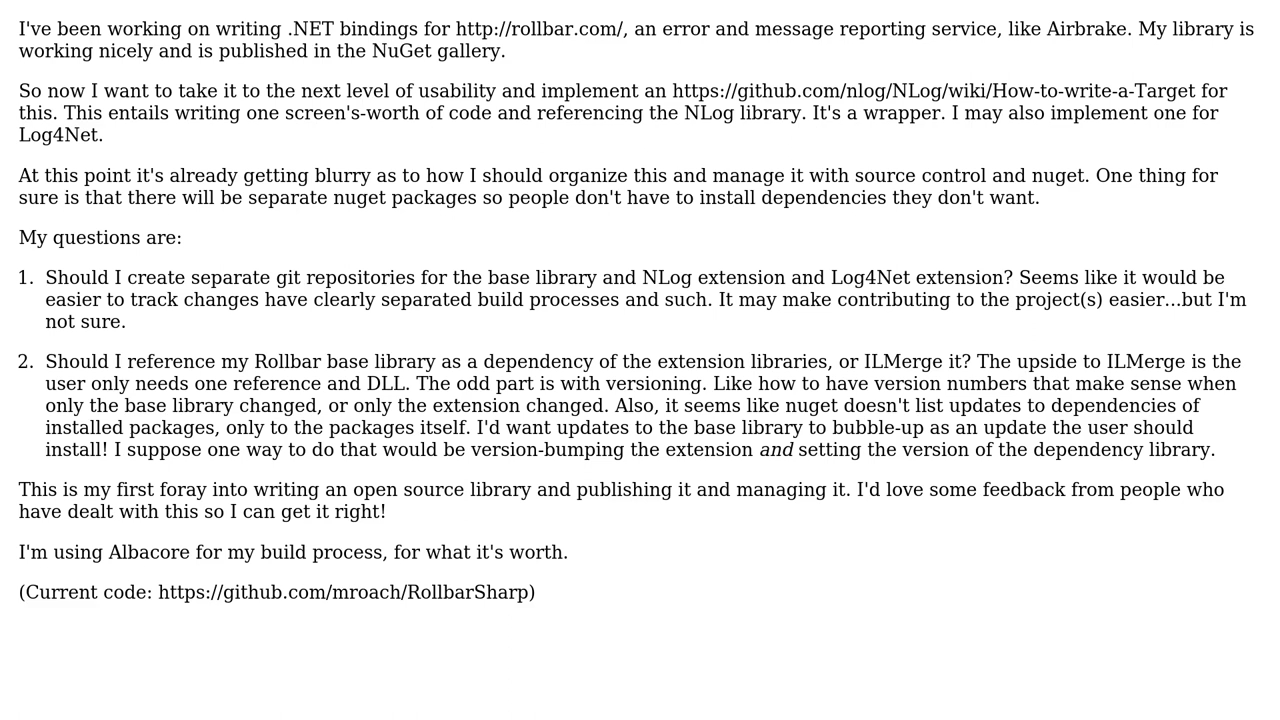 I've been working on writing .NET bindings for http://rollbar.com/, an error and message reporting service, like Airbrake. My library is
working nicely and is published in the NuGet gallery.
So now I want to take it to the next level of usability and implement an https://github.com/nlog/NLog/wiki/How-to-write-a-Target for
this. This entails writing one screen's-worth of code and referencing the NLog library. It's a wrapper. I may also implement one for
Log4Net.
At this point it's already getting blurry as to how I should organize this and manage it with source control and nuget. One thing for
sure is that there will be separate nuget packages so people don't have to install dependencies they don't want.
My questions are:
1. Should I create separate git repositories for the base library and NLog extension and Log4Net extension? Seems like it would be
easier to track changes have clearly separated build processes and such. It may make contributing to the project(s) easier...but I'm
not sure.
2. Should I reference my Rollbar base library as a dependency of the extension libraries, or ILMerge it? The upside to ILMerge is the
user only needs one reference and DLL. The odd part is with versioning. Like how to have version numbers that make sense when
only the base library changed, or only the extension changed. Also, it seems like nuget doesn't list updates to dependencies of
installed packages, only to the packages itself. I'd want updates to the base library to bubble-up as an update the user should
install! I suppose one way to do that would be version-bumping the extension and setting the version of the dependency library.
This is my first foray into writing an open source library and publishing it and managing it. I'd love some feedback from people who
have dealt with this so I can get it right!
I'm using Albacore for my build process, for what it's worth.
(Current code: https://github.com/mroach/RollbarSharp)